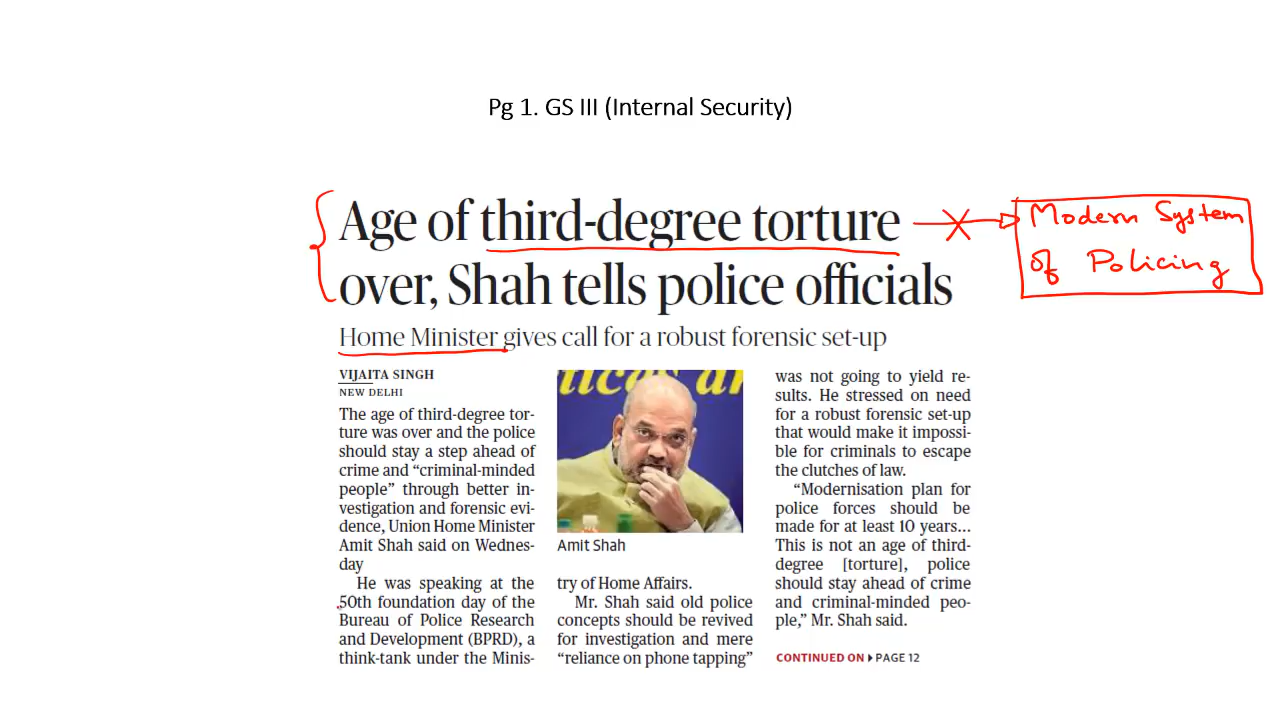 Pg 1. GS III (Internal Security)
Age of third-degree torture
over, Shah tells police officials
Modern System
of Policing
Home Minister gives call for a robust forensic set-up
VIJAITA SINGH
NEW DELHI
The age of third-degree tor-
ture was over and the police
should stay a step ahead of
crime and “criminal-minded
people” through better in-
vestigation and forensic evi-
dence, Union Home Minister
Amit Shah said on Wednes-
day
He was speaking at the
50th foundation day of the
Bureau of Police Research
and Development (BPRD), a
think-tank under the Minis-
Amit Shah
try of Home Affairs.
Mr. Shah said old police
concepts should be revived
for investigation and mere
“reliance on phone tapping”
was not going to yield re-
sults. He stressed on need
for a robust forensic set-up
that would make it impossi-
ble for criminals to escape
the clutches of law.
“Modernisation plan for
police forces should be
made for at least 10 years...
This is not an age of third-
degree [torture], police
should stay ahead of crime
and criminal-minded peo-
ple,” Mr. Shah said.
CONTINUED ON PAGE 12